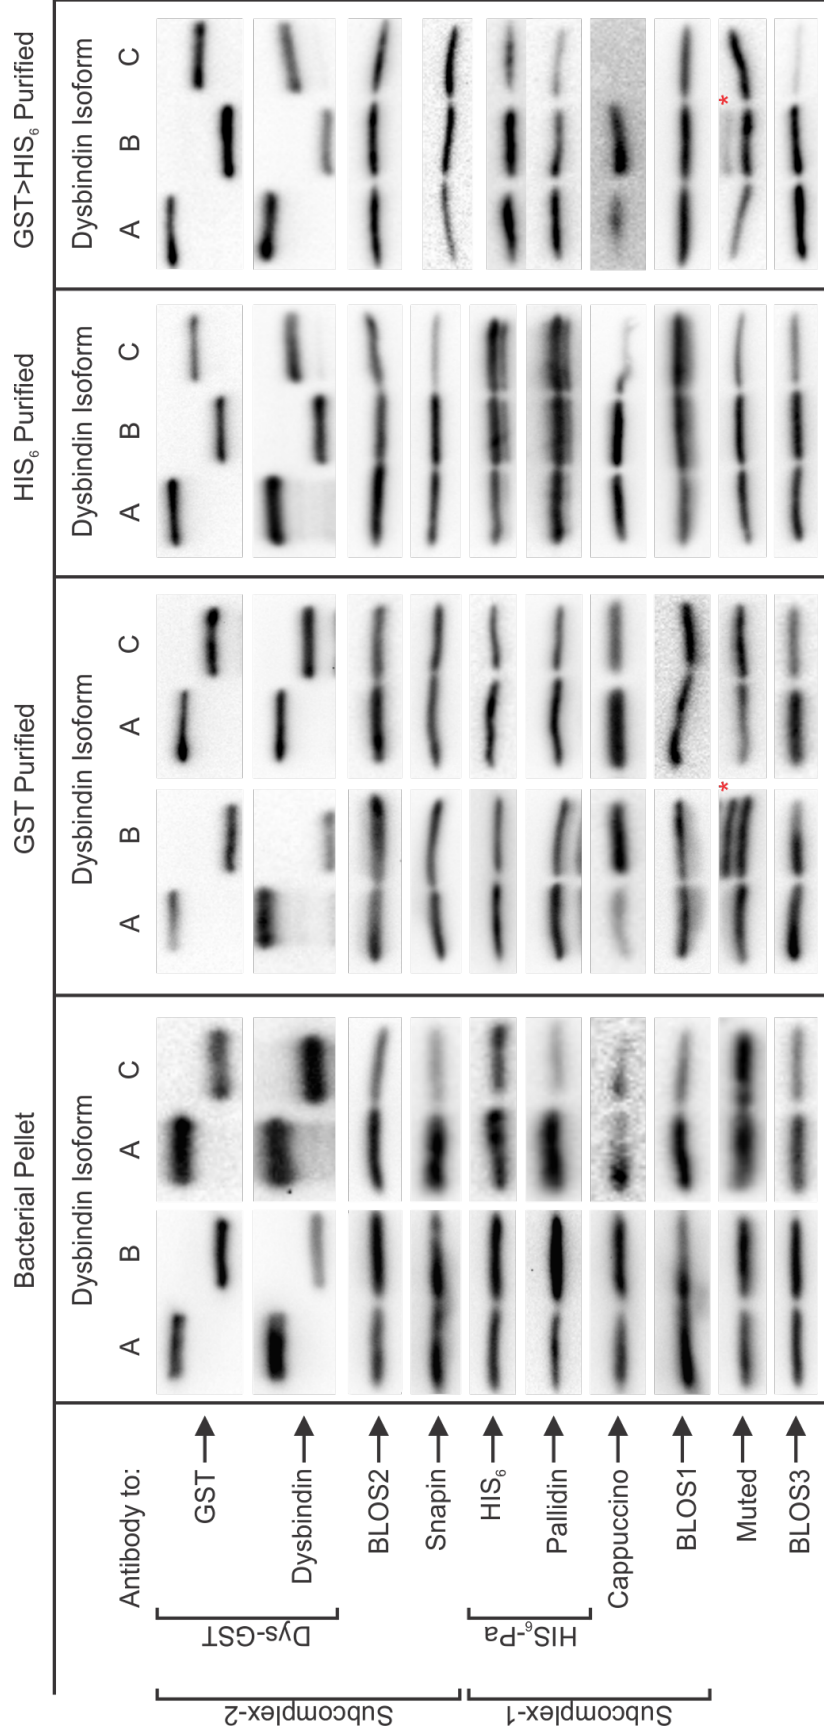 Bacterial Pellet
GST Purified
HIS6 Purified
GST>HIS6 Purified
Antibody to:
Dysbindin Isoform
Dysbindin Isoform
Dysbindin Isoform
Dysbindin Isoform
A B A C
A B A C
A B C
A B C
Subcomplex-2
Dys-GST
GST
Dysbindin
BLOS2
Snapin
Subcomplex-1
HIS6-Pa
HIS6
Pallidin
Cappuccino
BLOS1
Muted
* *
BLOS3